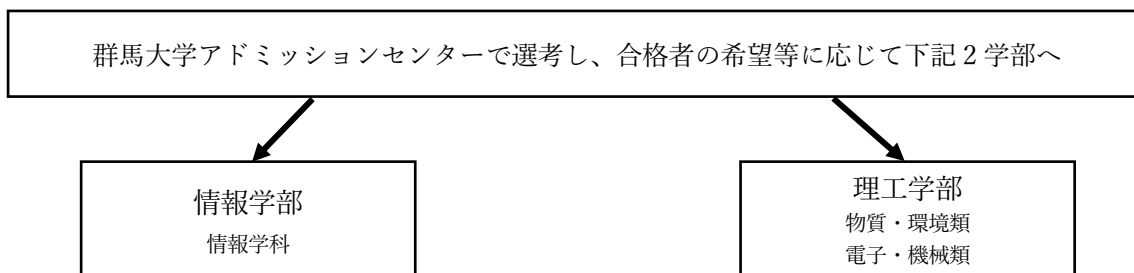 群馬大学アドミッションセンターで選考し、合格者の希望等に応じて下記２学部へ
情報学部
情報学科
理工学部
物質・環境類
電子・機械類